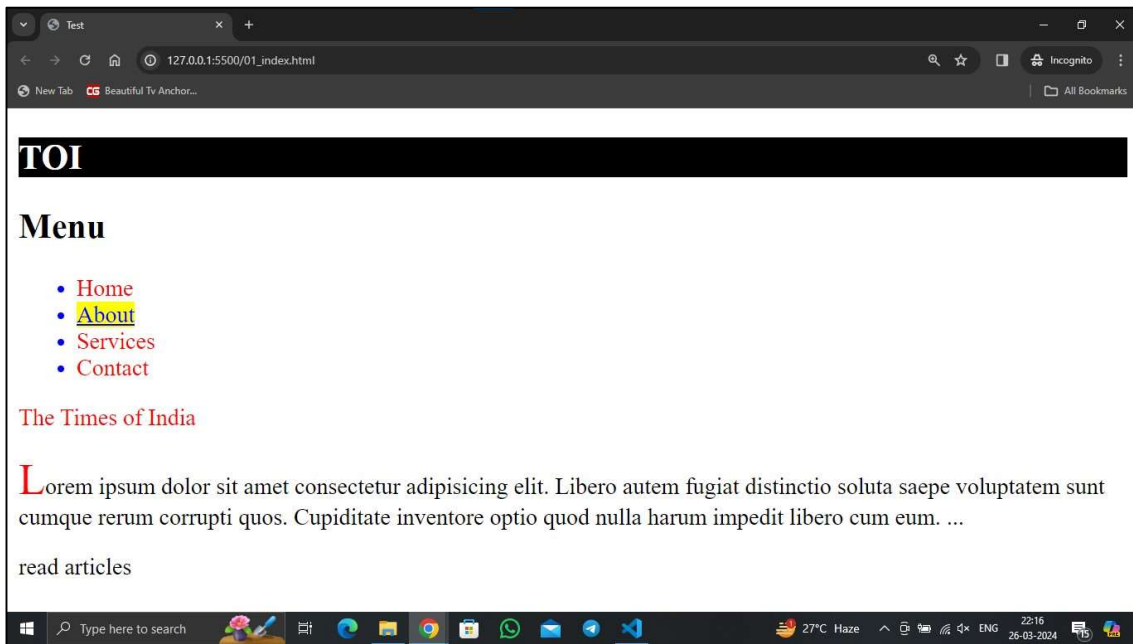 Test
127.0.0.1:5500/01_index.html
Incognito
New Tab CG Beautiful Tv Anchor...
All Bookmarks
TOI
Menu
• Home
• About
• Services
• Contact
The Times of India
Lorem ipsum dolor sit amet consectetur adipisicing elit. Libero autem fugiat distinctio soluta saepe voluptatem sunt
cumque rerum corrupti quos. Cupiditate inventore optio quod nulla harum impedit libero cum eum. ...
read articles
Type here to search
27°C Haze
ENG
22:16
26-03-2024
15